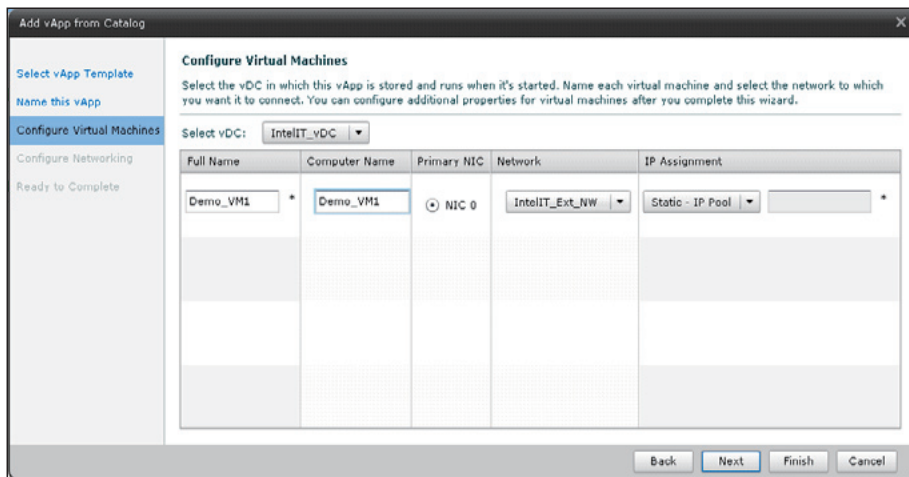 Add vApp from Catalog
Select vApp Template
Name this vApp
Configure Virtual Machines
Configure Networking
Ready to Complete
Configure Virtual Machines
Select the vDC in which this vApp is stored and runs when it's started. Name each virtual machine and select the network to which
you want it to connect. You can configure additional properties for virtual machines after you complete this wizard.
Select vDC: IntelIT_vDC
Full Name Computer Name Primary NIC Network IP Assignment
Demo_VM1 * Demo_VM1 NIC 0 IntelIT_Ext_NW Static - IP Pool *
Back Next Finish Cancel